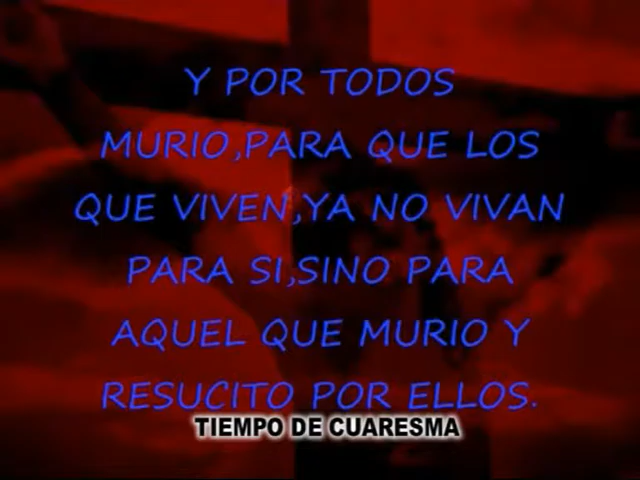 Y POR TODOS
MURIO,PARA QUE LOS
QUE VIVEN,YA NO VIVAN
PARA SI,SINO PARA
AQUEL QUE MURIO Y
RESUCITO POR ELLOS.
TIEMPO DE CUARESMA